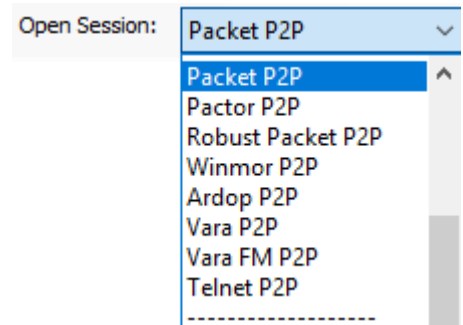 Open Session: Packet P2P
Packet P2P
Pactor P2P
Robust Packet P2P
Winmor P2P
Ardop P2P
Vara P2P
Vara FM P2P
Telnet P2P
-------------------